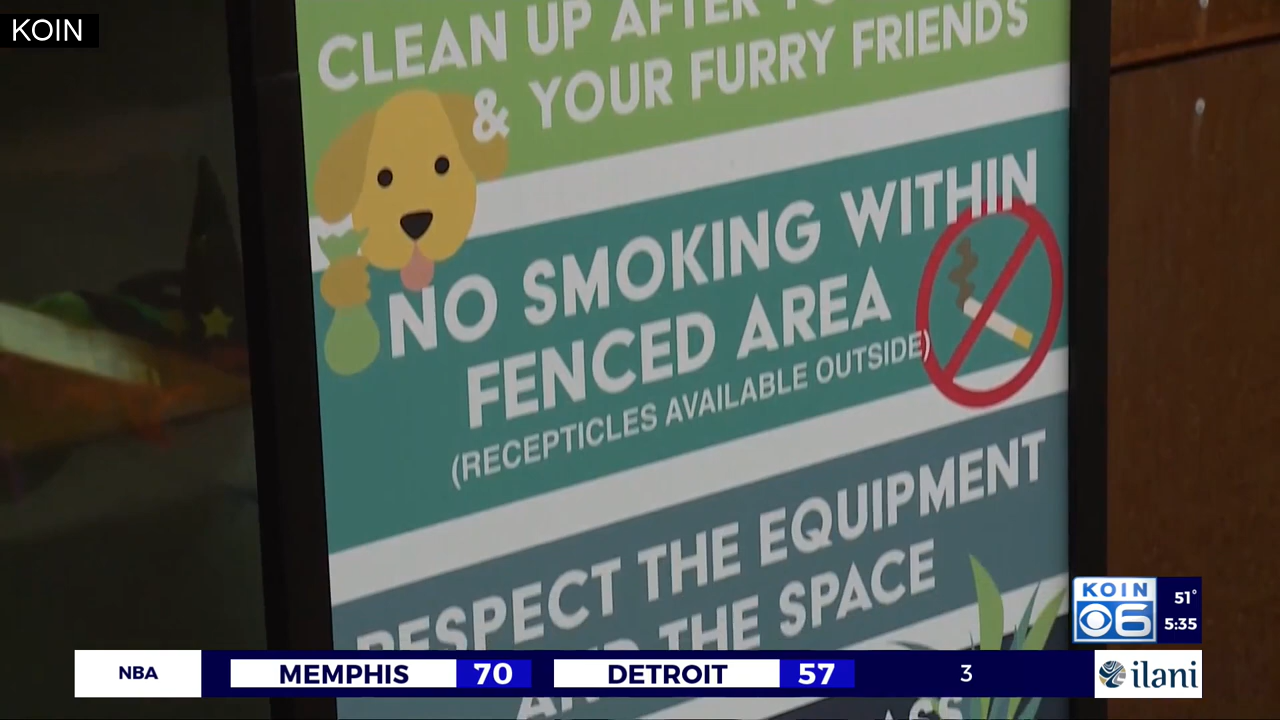 KOIN
CLEAN UP AFTER
& YOUR FURRY FRIENDS
NO SMOKING WITHIN
FENCED AREA
(RECEPTICLES AVAILABLE OUTSIDE)
RESPECT THE EQUIPMENT
AND THE SPACE
KOIN
6
51°
5:35
NBA MEMPHIS 70 DETROIT 57 3 ilani